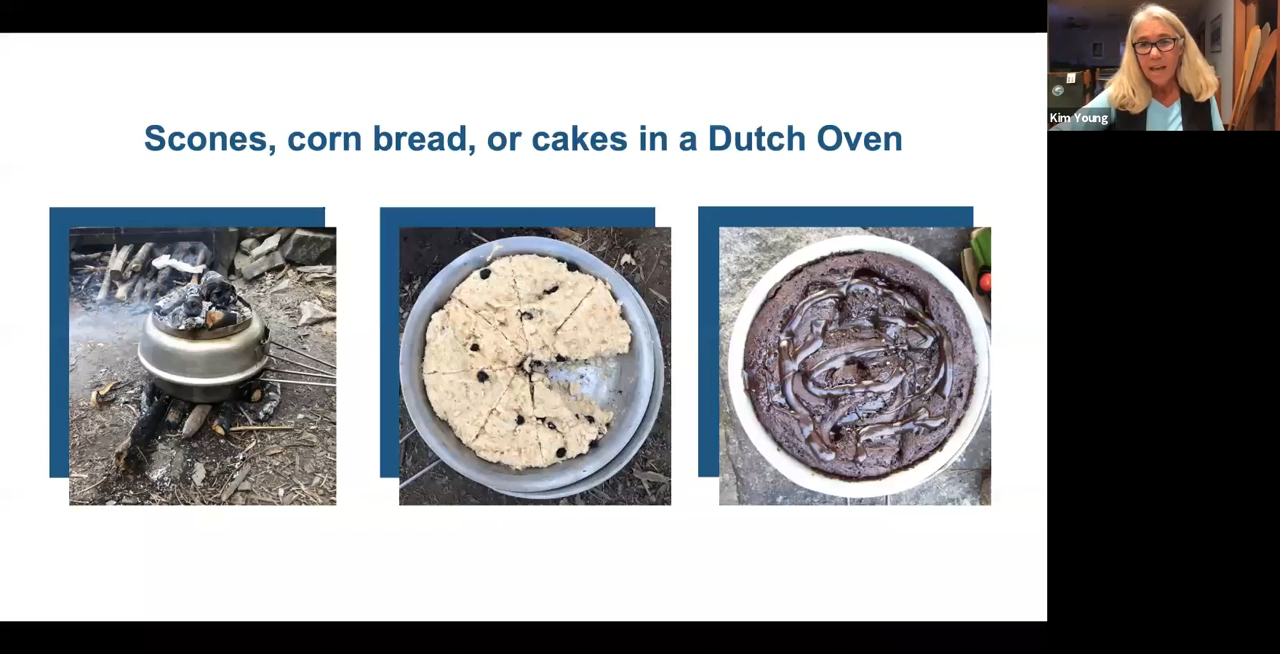 Scones, corn bread, or cakes in a Dutch Oven
Kim Young